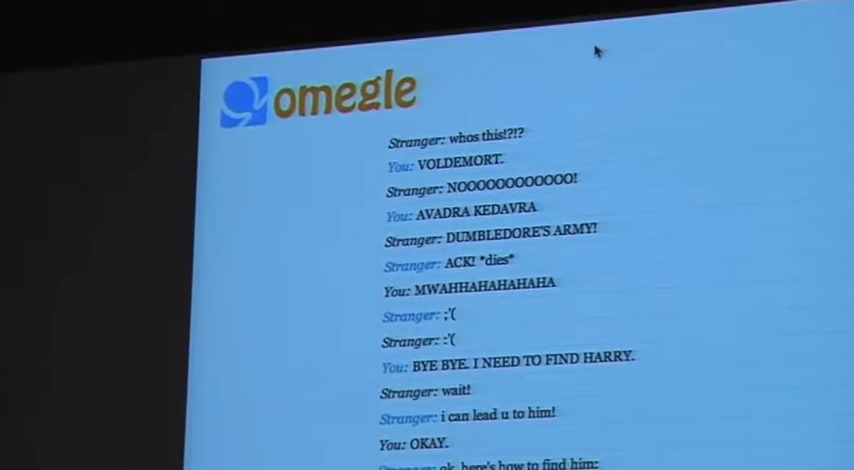 omegle
Stranger: whos this!?!?
You: VOLDEMORT.
Stranger: NOOOOOOOOOOOO!
You: AVADRA KEDAVRA
Stranger: DUMBLEDORE'S ARMY!
Stranger: ACK! *dies*
You: MWAHHAHAHAHAHA
Stranger: ;'(
Stranger: :'(
You: BYE BYE. I NEED TO FIND HARRY.
Stranger: wait!
Stranger: i can lead u to him!
You: OKAY.
Stranger: ok, here's how to find him: